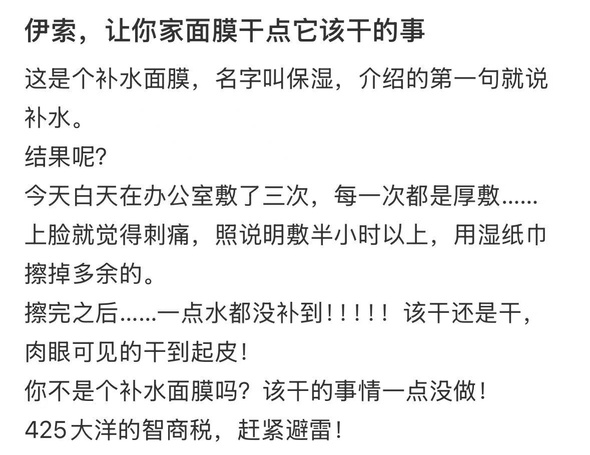 伊索，让你家面膜干点它该干的事
这是个补水面膜，名字叫保湿，介绍的第一句就说
补水。
结果呢？
今天白天在办公室敷了三次，每一次都是厚敷……
上脸就觉得刺痛，照说明敷半小时以上，用湿纸巾
擦掉多余的。
擦完之后……一点水都没补到！！！！！该干还是干，
肉眼可见的干到起皮！
你不是个补水面膜吗？该干的事情一点没做！
425大洋的智商税，赶紧避雷！